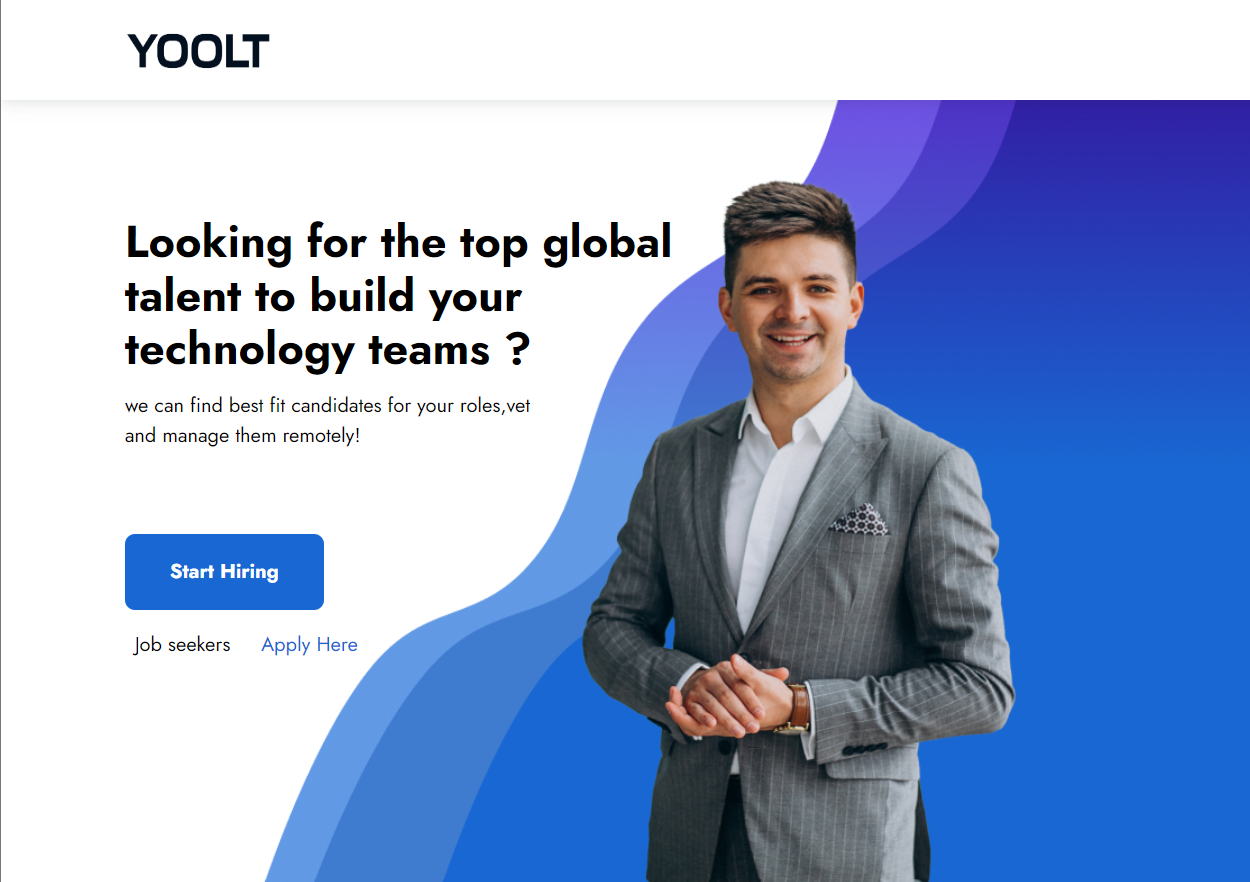 YOOLT
Looking for the top global
talent to build your
technology teams ?
we can find best fit candidates for your roles,vet
and manage them remotely!
Start Hiring
Job seekers Apply Here